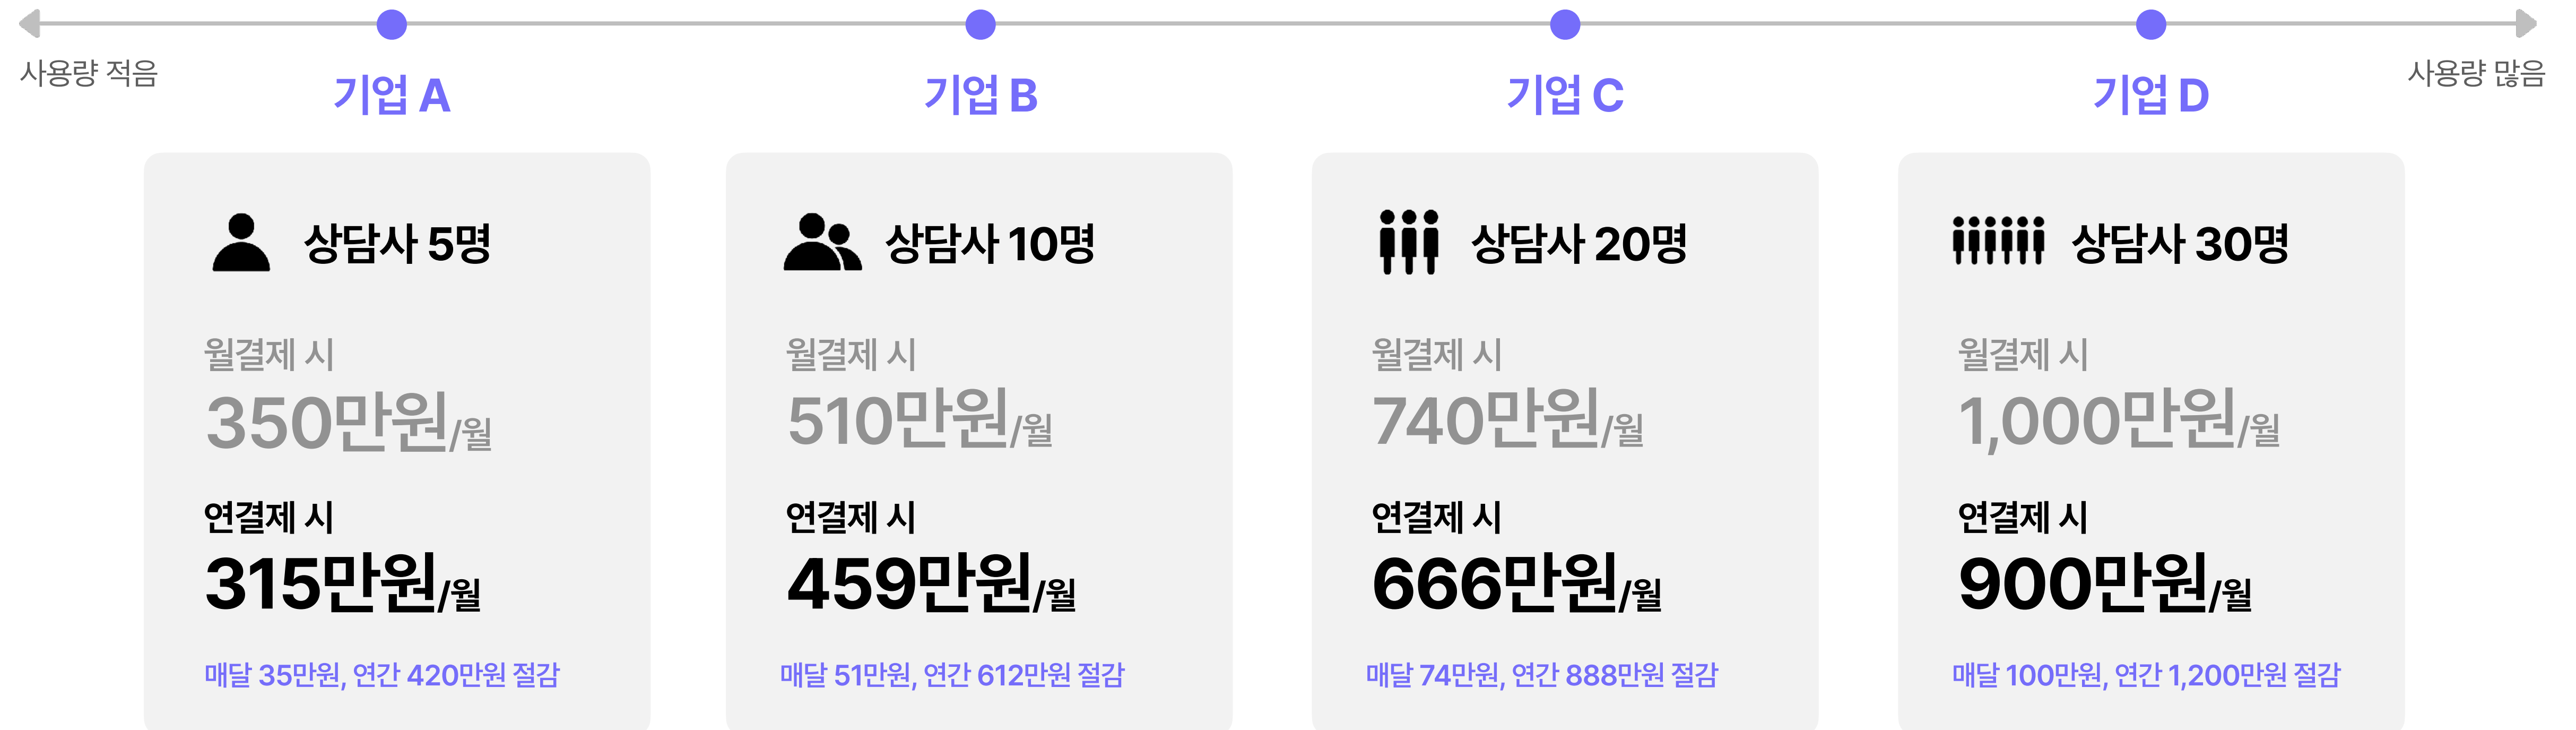 사용량 적음
사용량 많음
기업 A
기업 B
기업 C
기업 D
상담사 5명
월결제 시
350만원/월
연결제 시
315만원/월
매달 35만원, 연간 420만원 절감
상담사 10명
월결제 시
510만원/월
연결제 시
459만원/월
매달 51만원, 연간 612만원 절감
상담사 20명
월결제 시
740만원/월
연결제 시
666만원/월
매달 74만원, 연간 888만원 절감
상담사 30명
월결제 시
1,000만원/월
연결제 시
900만원/월
매달 100만원, 연간 1,200만원 절감